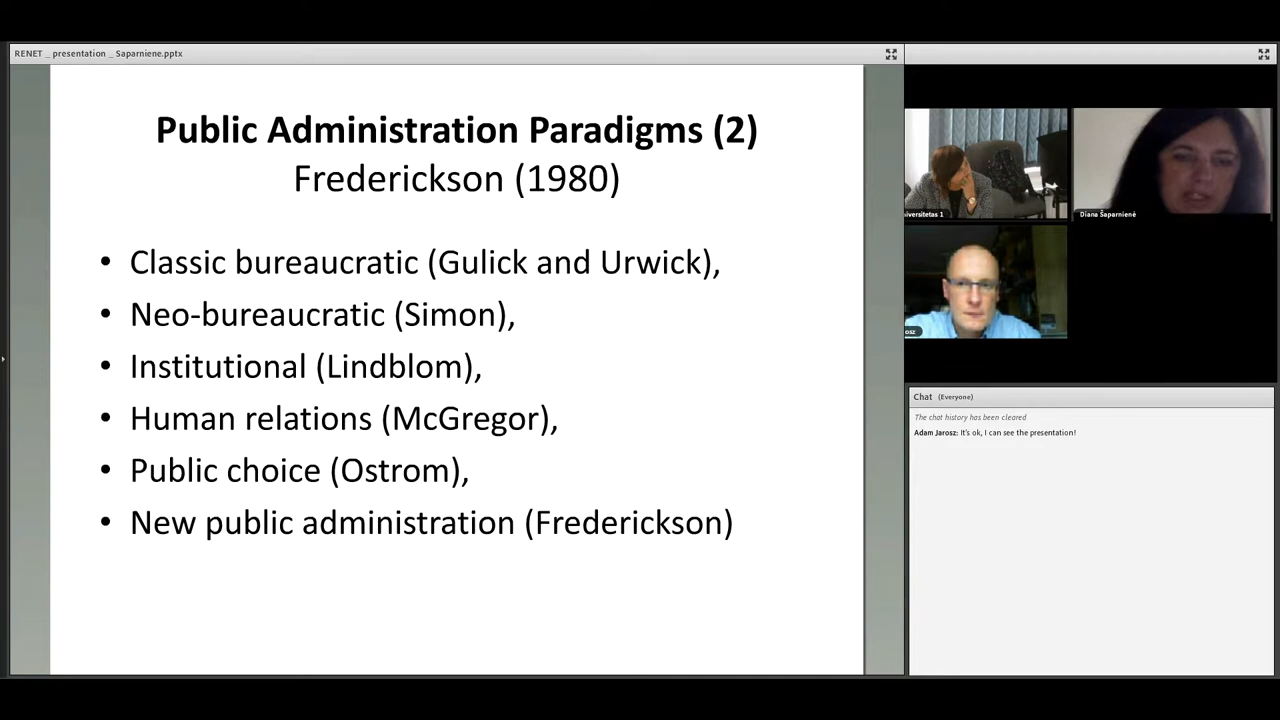 RENET _ presentation _ Saparniene.pptx
Public Administration Paradigms (2)
Frederickson (1980)
• Classic bureaucratic (Gulick and Urwick),
• Neo-bureaucratic (Simon),
• Institutional (Lindblom),
• Human relations (McGregor),
• Public choice (Ostrom),
• New public administration (Frederickson)
Diana Šaparnienė
Chat (Everyone)
The chat history has been cleared
Adam Jarosz: It's ok, I can see the presentation!